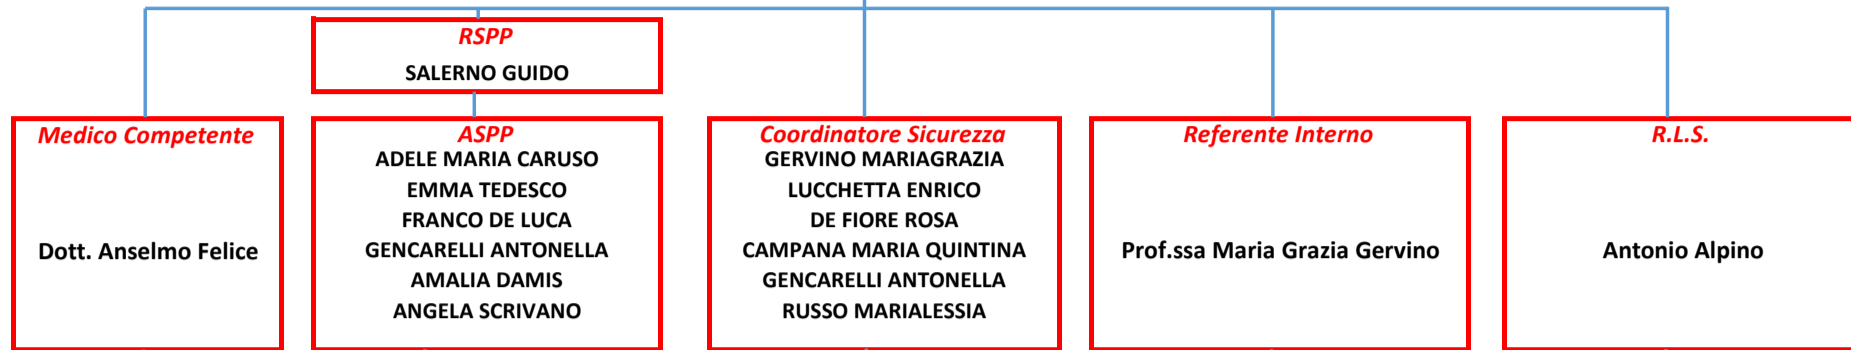 RSPP
SALERNO GUIDO
Medico Competente
Dott. Anselmo Felice
ASPP
ADELE MARIA CARUSO
EMMA TEDESCO
FRANCO DE LUCA
GENCARELLI ANTONELLA
AMALIA DAMIS
ANGELA SCRIVANO
Coordinatore Sicurezza
GERVINO MARIAGRAZIA
LUCCHETTA ENRICO
DE FIORE ROSA
CAMPANA MARIA QUINTINA
GENCARELLI ANTONELLA
RUSSO MARIALESSIA
Referente Interno
Prof.ssa Maria Grazia Gervino
R.L.S.
Antonio Alpino